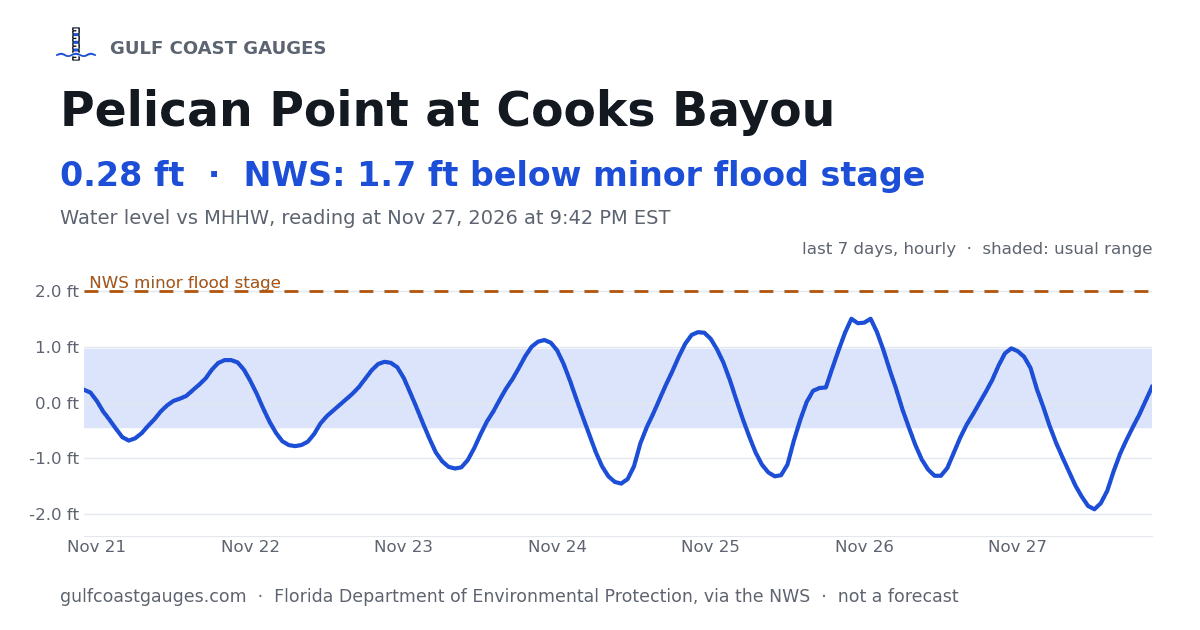 GULF COAST GAUGES
Pelican Point at Cooks Bayou
0.28 ft · NWS: 1.7 ft below minor flood stage
Water level vs MHHW, reading at Nov 27, 2026 at 9:42 PM EST
last 7 days, hourly · shaded: usual range
NWS minor flood stage
2.0 ft
1.0 ft
0.0 ft
-1.0 ft
-2.0 ft
Nov 21 Nov 22 Nov 23 Nov 24 Nov 25 Nov 26 Nov 27
gulfcoastgauges.com · Florida Department of Environmental Protection, via the NWS · not a forecast